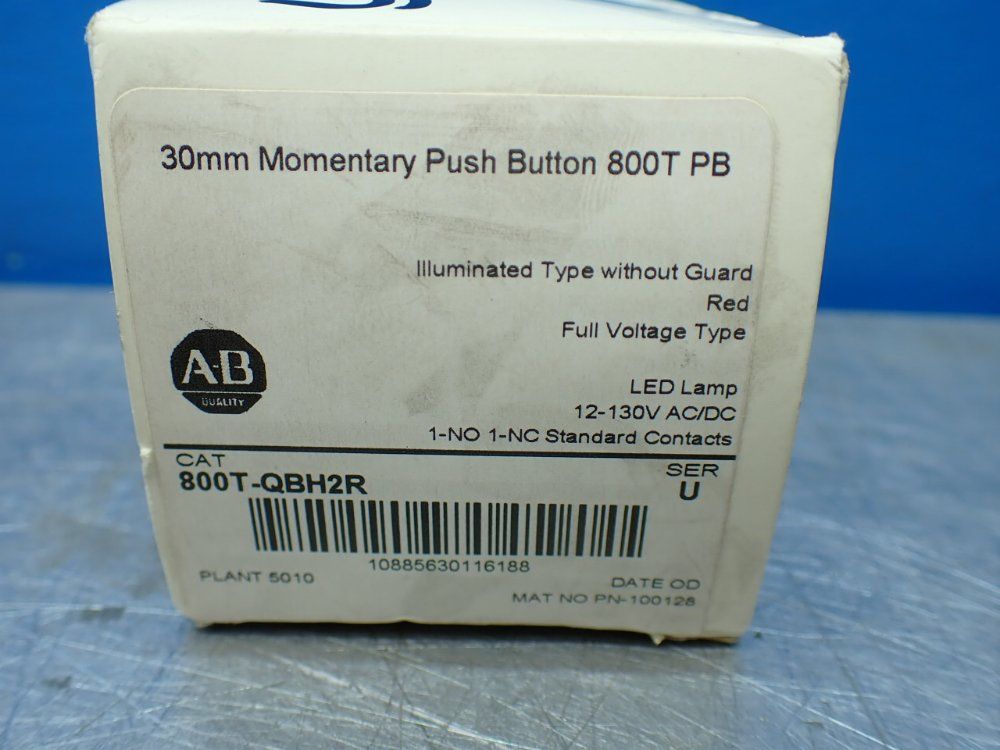 30mm Momentary Push Button 800T PB
Illuminated Type without Guard
Red
Full Voltage Type
A-B
QUALITY
LED Lamp
12-130V AC/DC
1-NO 1-NC Standard Contacts
CAT
SER
800T-QBH2R
U
10885630116188
PLANT 5010
DATE OD
MAT NO PN-100128